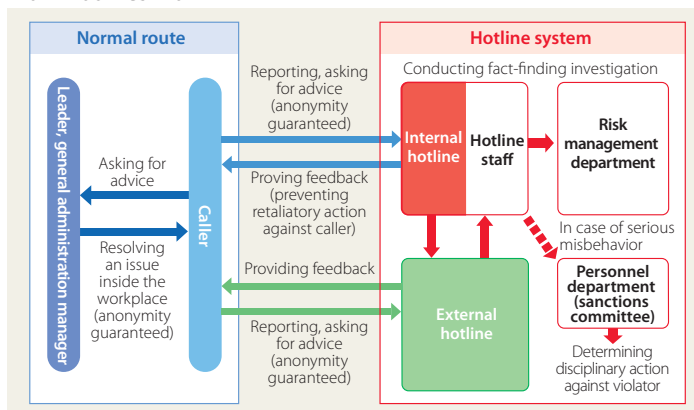 Normal route
Leader, general administration manager
Asking for
advice
Resolving
an issue
inside the
workplace
(anonymity
guaranteed)
Caller
Reporting, asking
for advice
(anonymity
guaranteed)
Proving feedback
(preventing
retaliatory action
against caller)
Providing feedback
Reporting, asking
for advice
(anonymity
guaranteed)
Hotline system
Conducting fact-finding investigation
Internal
hotline
Hotline
staff
Risk
management
department
In case of serious
misbehavior
Personnel
department
(sanctions
committee)
Determining
disciplinary action
against violator
External
hotline